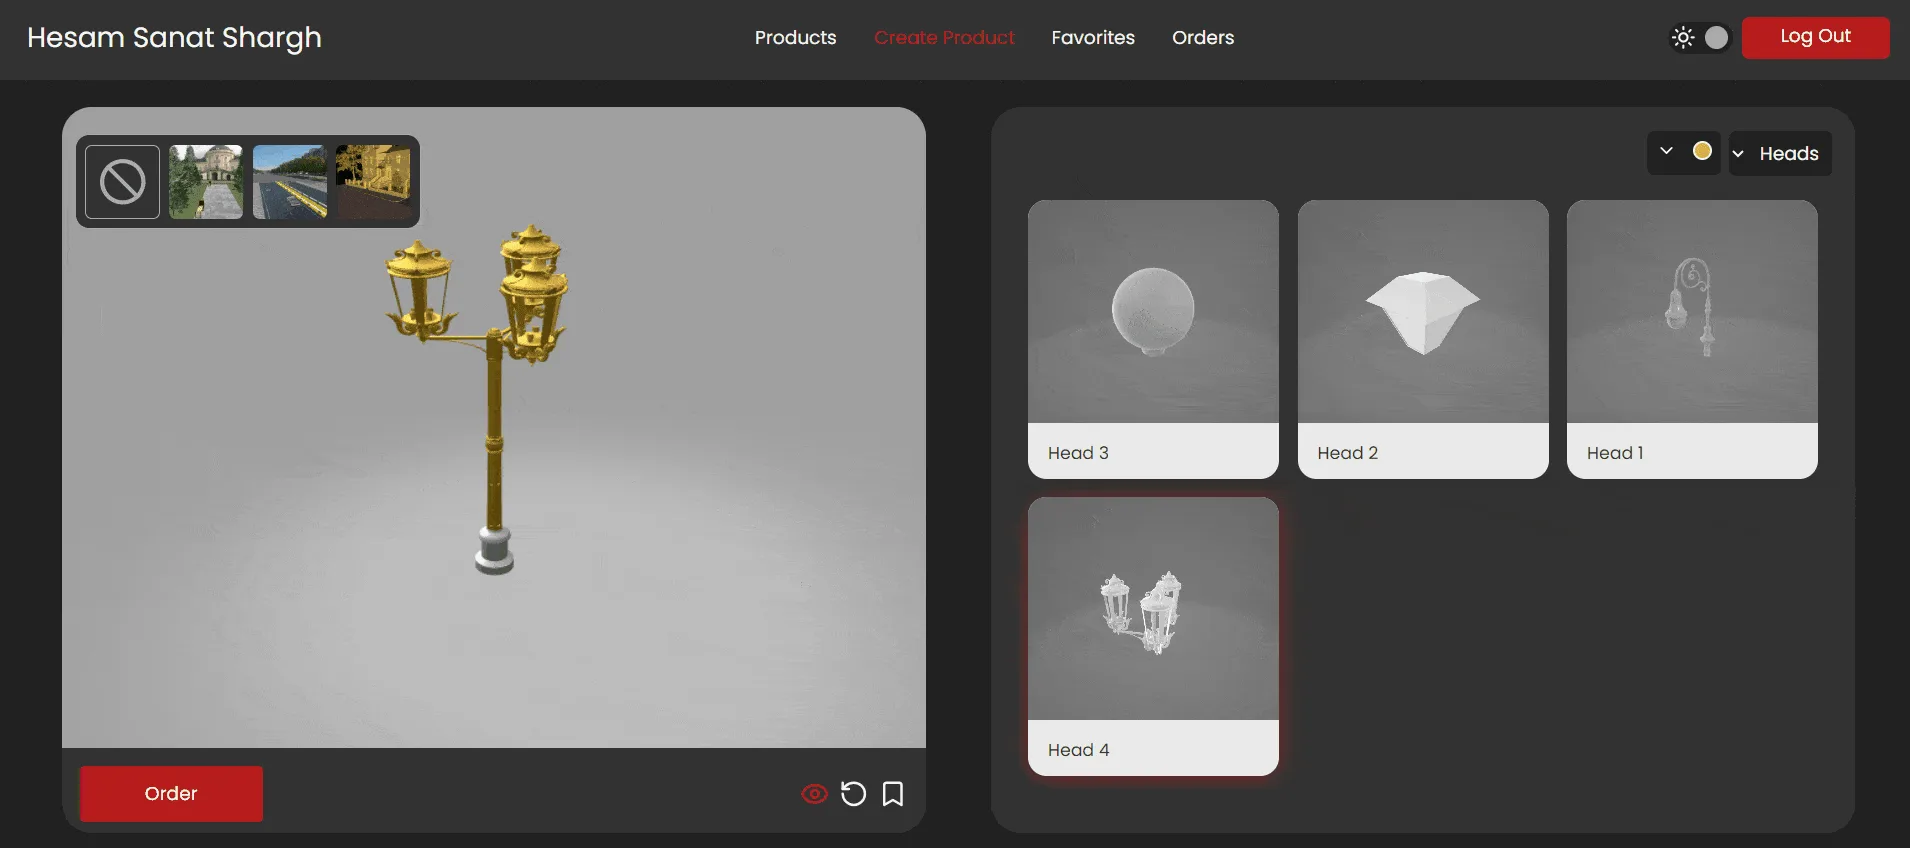 Hesam Sanat Shargh
Products
Create Product
Favorites
Orders
Log Out
Heads
Head 3
Head 2
Head 1
Head 4
Order